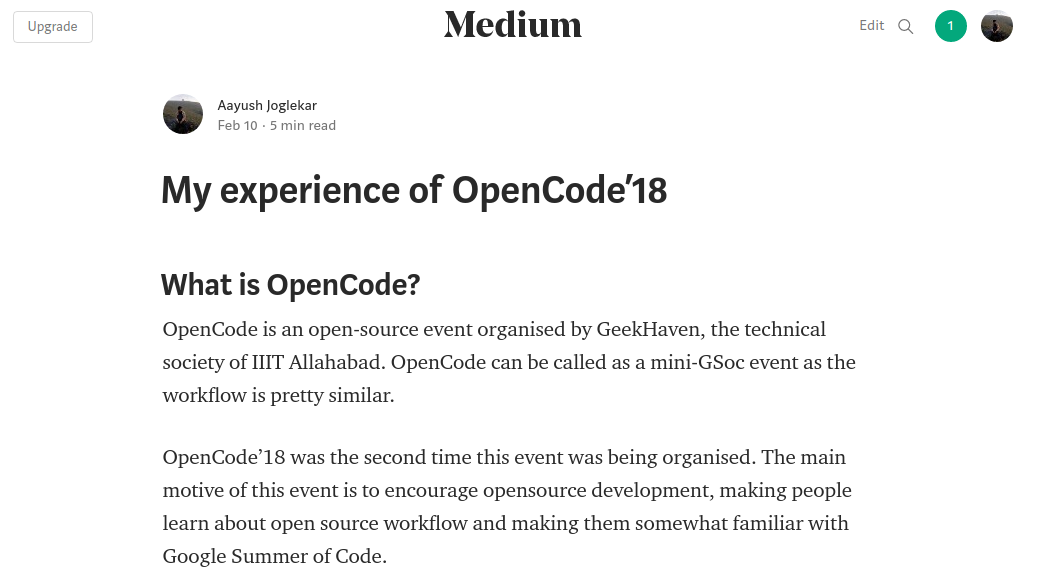 Upgrade
Medium
Edit
1
Aayush Joglekar
Feb 10 · 5 min read
My experience of OpenCode'18
What is OpenCode?
OpenCode is an open-source event organised by GeekHaven, the technical
society of IIIT Allahabad. OpenCode can be called as a mini-GSoc event as the
workflow is pretty similar.
OpenCode’18 was the second time this event was being organised. The main
motive of this event is to encourage opensource development, making people
learn about open source workflow and making them somewhat familiar with
Google Summer of Code.